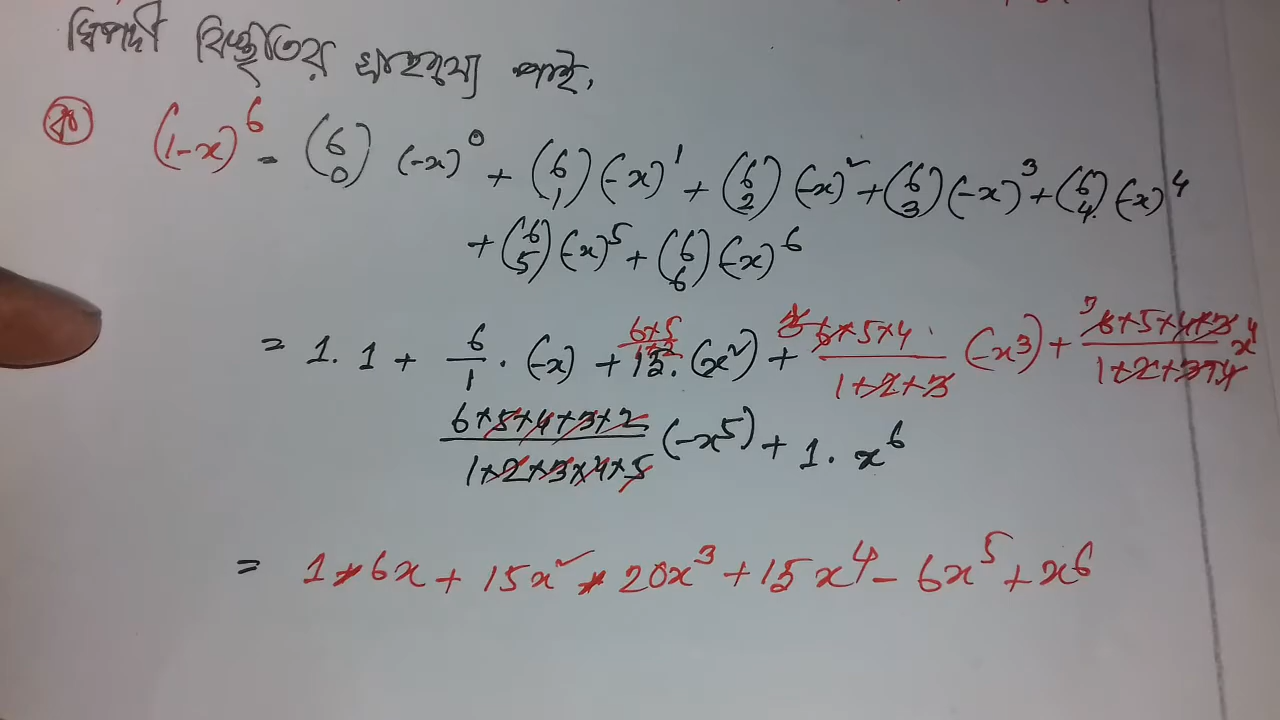 দ্বিপদী বিস্তৃতির সাহায্যে পাই,
ক (1-x)^6 = (6 0) (-x)^0 + (6 1) (-x)^1 + (6 2) (-x)^২ + (6 3) (-x)^3 + (6 4) (-x)^4
+ (6 5) (-x)^5 + (6 6) (-x)^6
= 1. 1 + 6/1 . (-x) + 6×5/1×2 . (x^২) + 6×5×4/1×2×3 (-x^3) + 6×5×4×3/1×2×3×4 x^4
6×5×4×3×2/1×2×3×4×5 (-x^5) + 1. x^6
= 1 - 6x + 15x^২ - 20x^3 + 15x^4 - 6x^5 + x^6